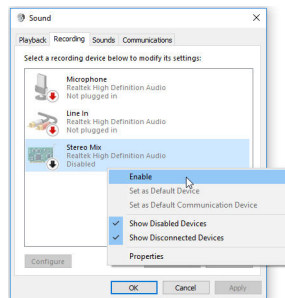 Sound
Playback Recording Sounds Communications
Select a recording device below to modify its settings:
Microphone
Realtek High Definition Audio
Not plugged in
Line In
Realtek High Definition Audio
Not plugged in
Stereo Mix
Realtek High Definition Audio
Disabled
Enable
Set as Default Device
Set as Default Communication Device
Show Disabled Devices
Show Disconnected Devices
Properties
Configure
OK Cancel Apply